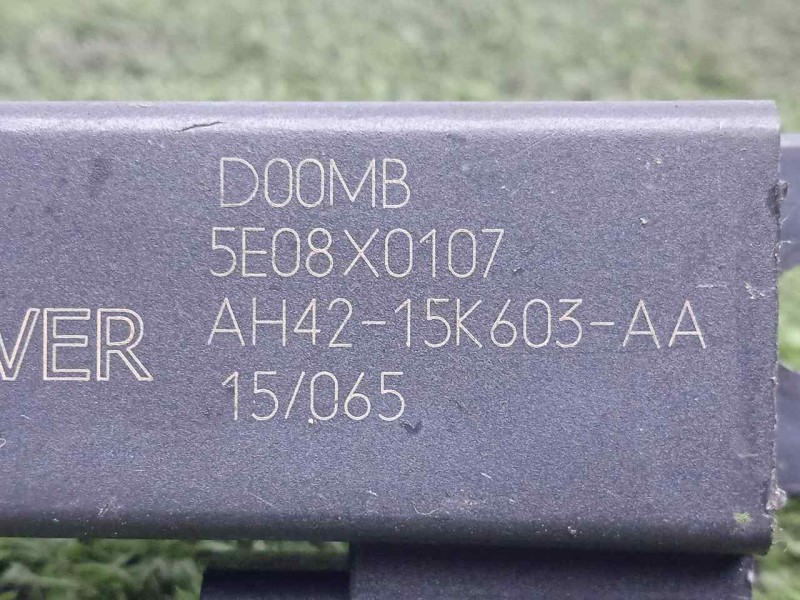 D00MB
5E08X0107
AH42-15K603-AA
VER
15/065